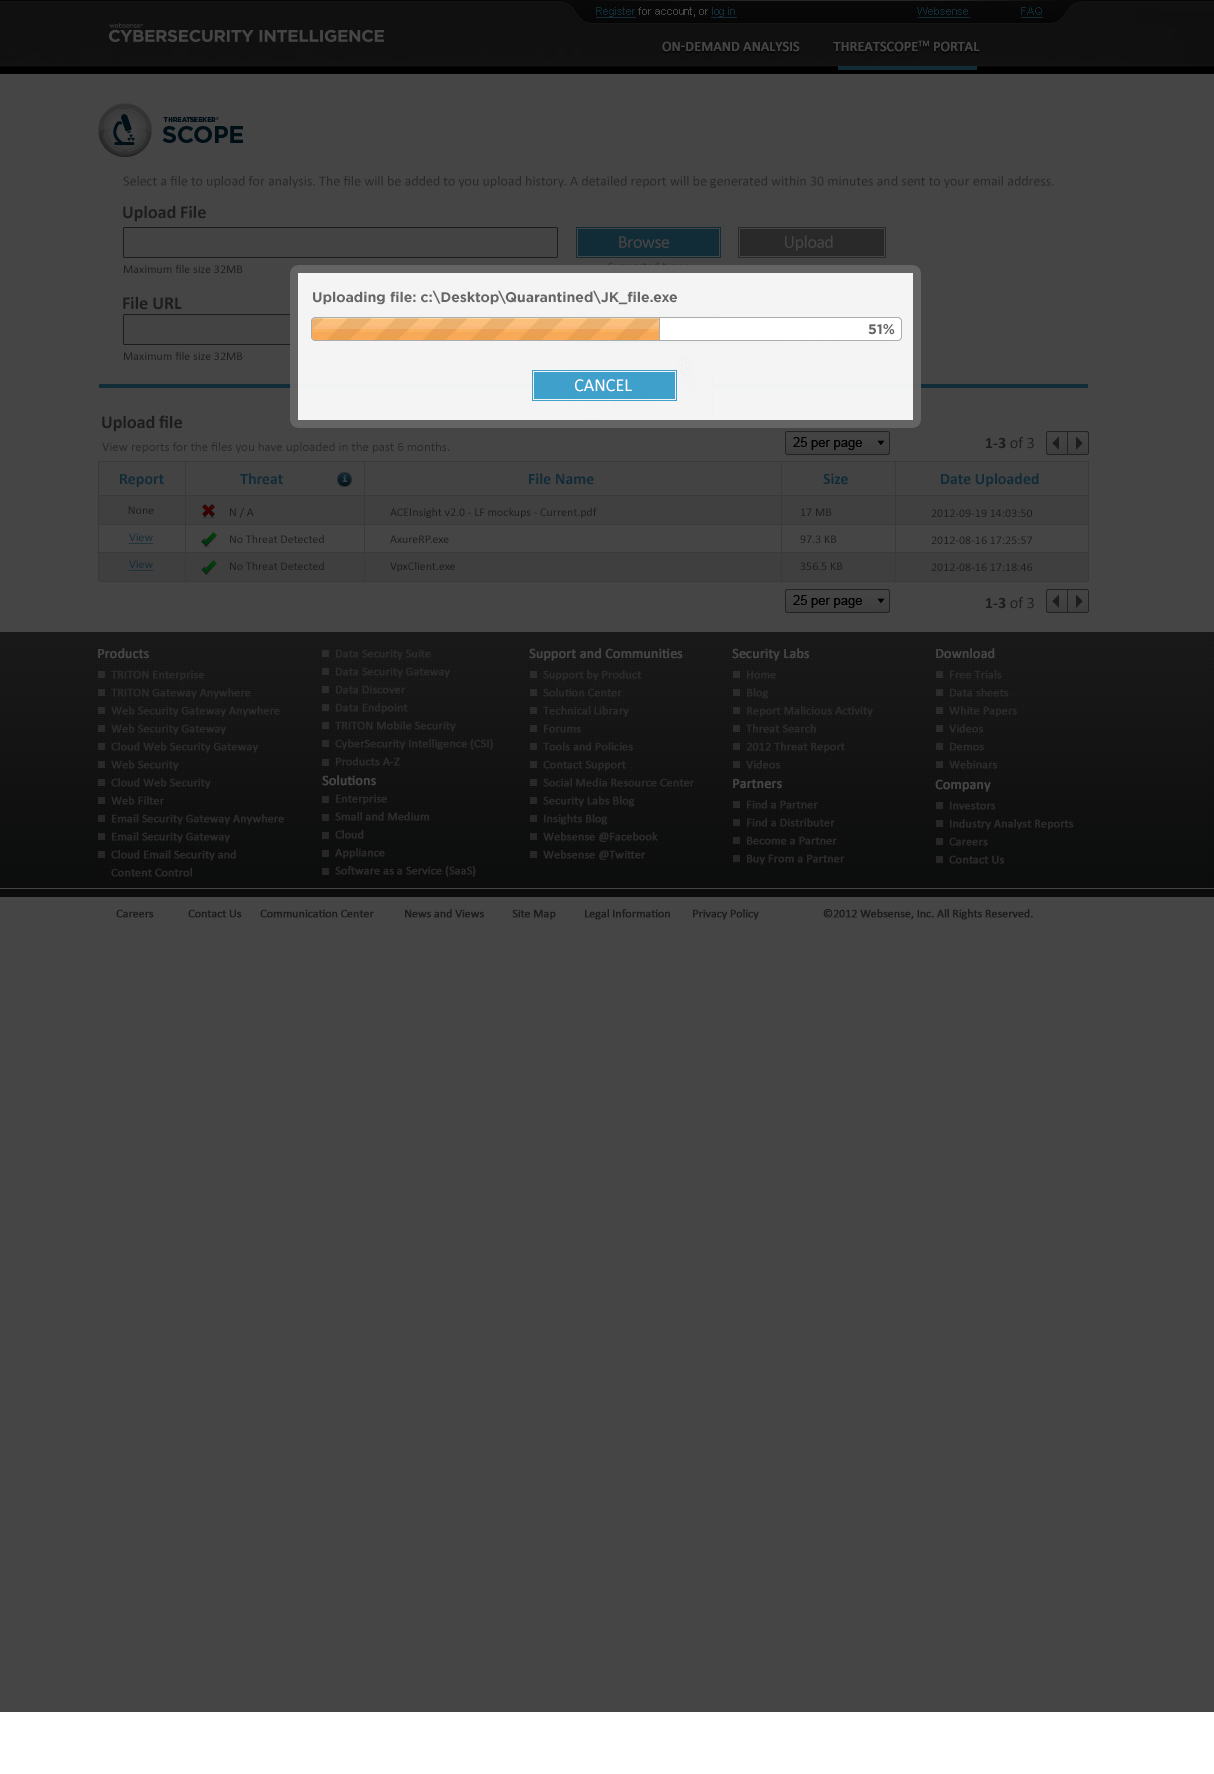 Register for account, or log in
Websense
FAQ
websense®
CYBERSECURITY INTELLIGENCE
ON-DEMAND ANALYSIS
THREATSCOPE™ PORTAL
THREATSEEKER®
SCOPE
Select a file to upload for analysis. The file will be added to you upload history. A detailed report will be generated within 30 minutes and sent to your email address.
Upload File
Browse
Upload
Maximum file size 32MB
File URL
Maximum file size 32MB
Uploading file: c:\Desktop\Quarantined\JK_file.exe
51%
CANCEL
Upload file
View reports for the files you have uploaded in the past 6 months.
25 per page
1-3 of 3
Report Threat File Name Size Date Uploaded
None N / A ACEInsight v2.0 - LF mockups - Current.pdf 17 MB 2012-09-19 14:03:50
View No Threat Detected AxureRP.exe 97.3 KB 2012-08-16 17:25:57
View No Threat Detected VpxClient.exe 356.5 KB 2012-08-16 17:18:46
25 per page
1-3 of 3
Products
TRITON Enterprise
TRITON Gateway Anywhere
Web Security Gateway Anywhere
Web Security Gateway
Cloud Web Security Gateway
Web Security
Cloud Web Security
Web Filter
Email Security Gateway Anywhere
Email Security Gateway
Cloud Email Security and
Content Control
Data Security Suite
Data Security Gateway
Data Discover
Data Endpoint
TRITON Mobile Security
CyberSecurity Intelligence (CSI)
Products A-Z
Solutions
Enterprise
Small and Medium
Cloud
Appliance
Software as a Service (SaaS)
Support and Communities
Support by Product
Solution Center
Technical Library
Forums
Tools and Policies
Contact Support
Social Media Resource Center
Security Labs Blog
Insights Blog
Websense @Facebook
Websense @Twitter
Security Labs
Home
Blog
Report Malicious Activity
Threat Search
2012 Threat Report
Videos
Partners
Find a Partner
Find a Distributer
Become a Partner
Buy From a Partner
Download
Free Trials
Data sheets
White Papers
Videos
Demos
Webinars
Company
Investors
Industry Analyst Reports
Careers
Contact Us
Careers
Contact Us
Communication Center
News and Views
Site Map
Legal Information
Privacy Policy
©2012 Websense, Inc. All Rights Reserved.